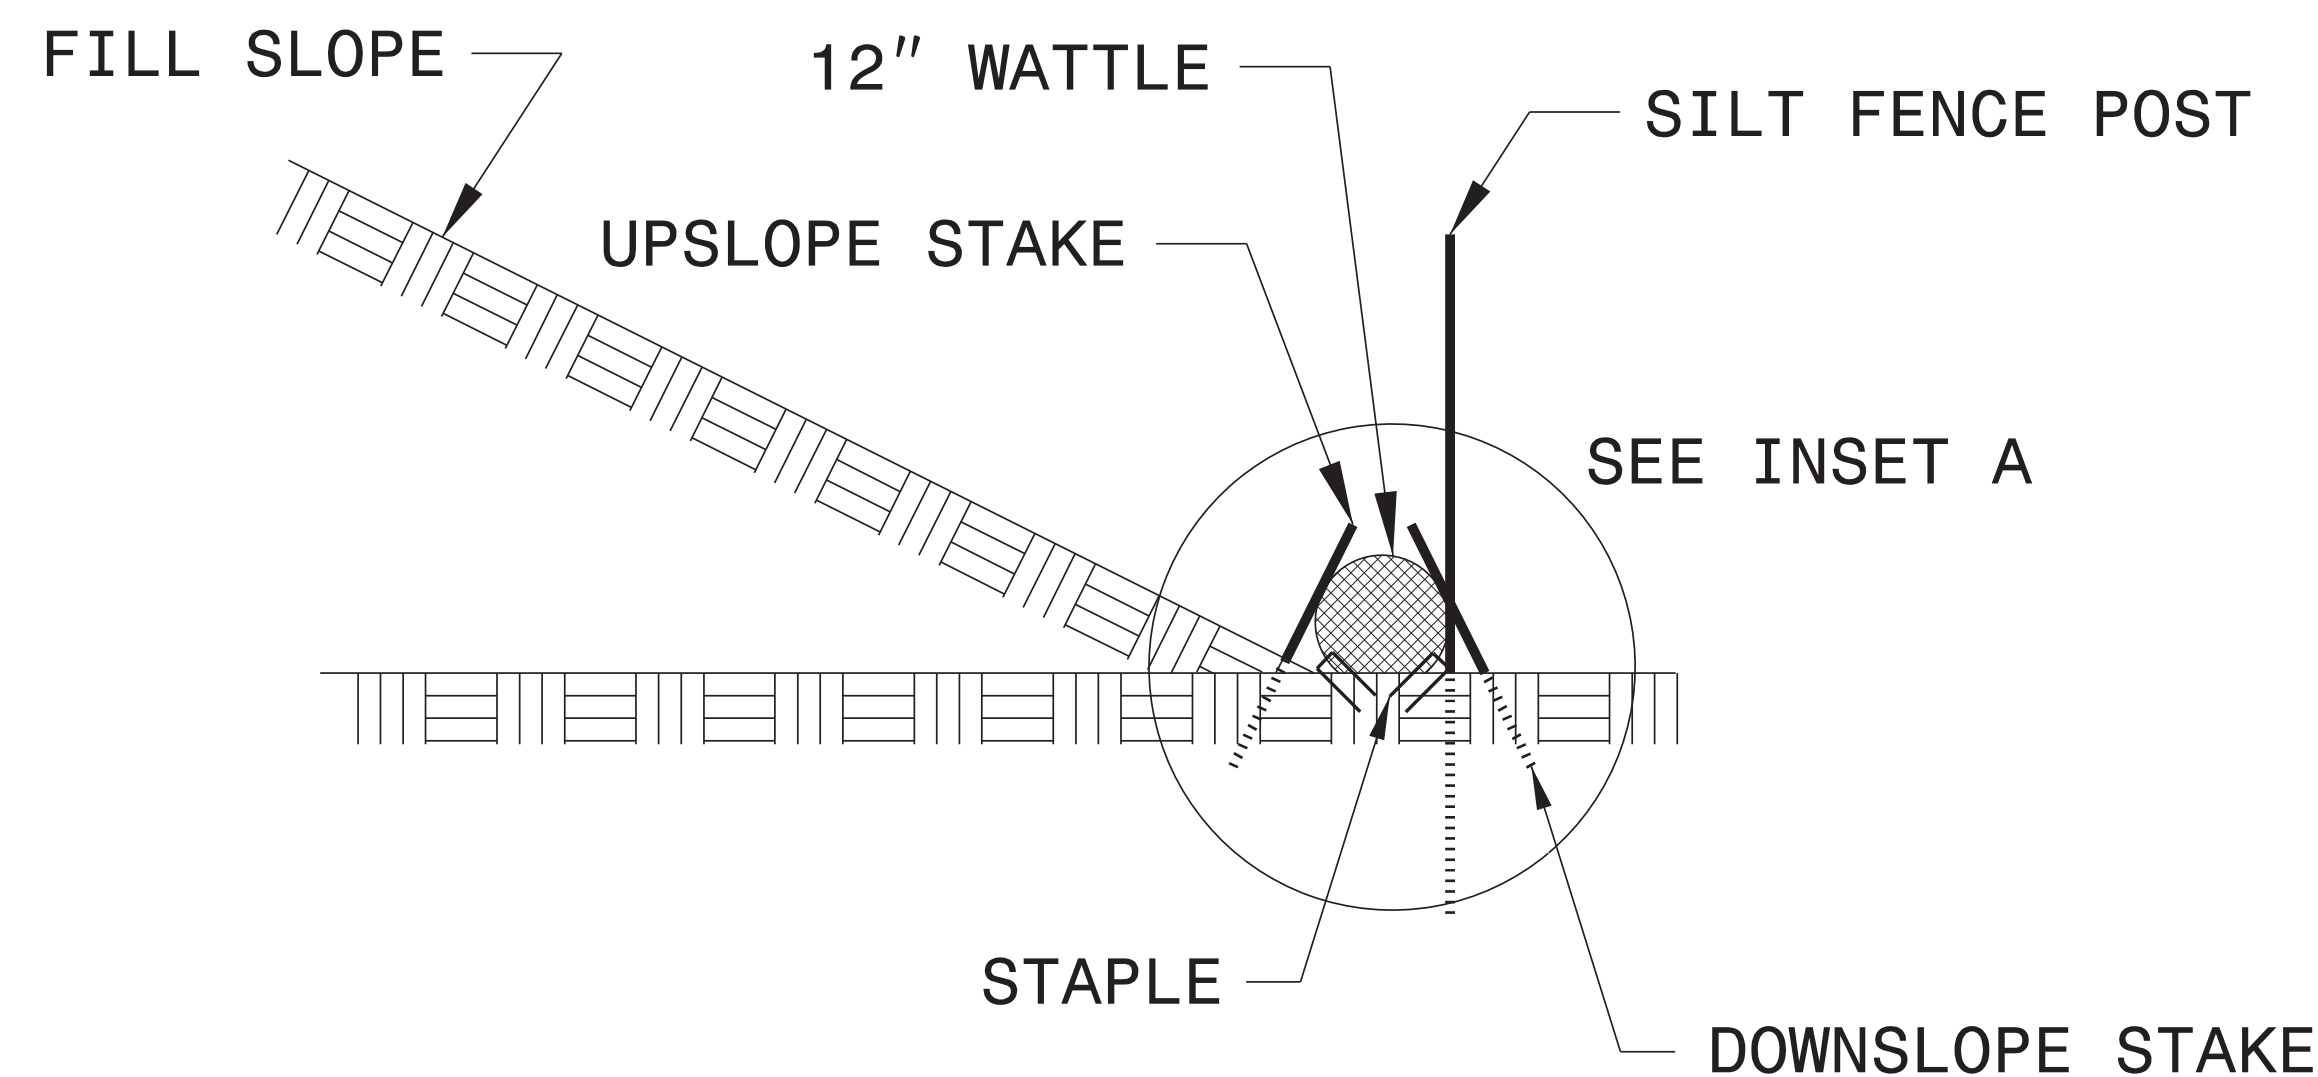 FILL SLOPE
12" WATTLE
SILT FENCE POST
UPSLOPE STAKE
SEE INSET A
STAPLE
DOWNSLOPE STAKE